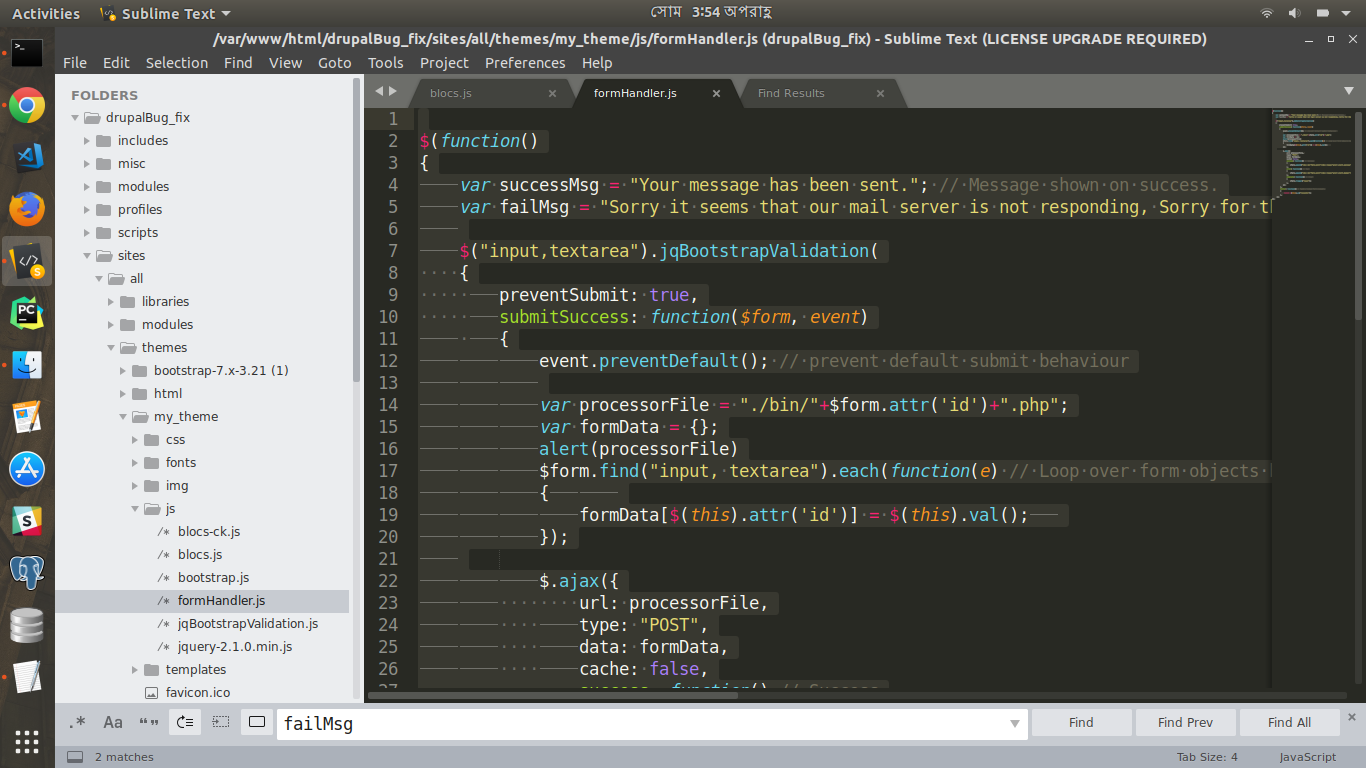 Activities
Sublime Text
সোম 3:54 অপরাহ্ণ
/var/www/html/drupalBug_fix/sites/all/themes/my_theme/js/formHandler.js (drupalBug_fix) - Sublime Text (LICENSE UPGRADE REQUIRED)
File Edit Selection Find View Goto Tools Project Preferences Help
FOLDERS
drupalBug_fix
includes
misc
modules
profiles
scripts
sites
all
libraries
modules
themes
bootstrap-7.x-3.21 (1)
html
my_theme
css
fonts
img
js
/* blocs-ck.js
/* blocs.js
/* bootstrap.js
/* formHandler.js
/* jqBootstrapValidation.js
/* jquery-2.1.0.min.js
templates
favicon.ico
blocs.js
formHandler.js
Find Results
1
2 $(function()
3 {
4 var successMsg = "Your message has been sent."; // Message shown on success.
5 var failMsg = "Sorry it seems that our mail server is not responding, Sorry for t
6
7 $("input,textarea").jqBootstrapValidation(
8 {
9 preventSubmit: true,
10 submitSuccess: function($form, event)
11 {
12 event.preventDefault(); // prevent default submit behaviour
13
14 var processorFile = "./bin/"+$form.attr('id')+".php";
15 var formData = {};
16 alert(processorFile)
17 $form.find("input, textarea").each(function(e) // Loop over form objects
18 {
19 formData[$(this).attr('id')] = $(this).val();
20 });
21
22 $.ajax({
23 url: processorFile,
24 type: "POST",
25 data: formData,
26 cache: false,
27 success: function() // Success
.* Aa “” failMsg Find Find Prev Find All
2 matches
Tab Size: 4
JavaScript